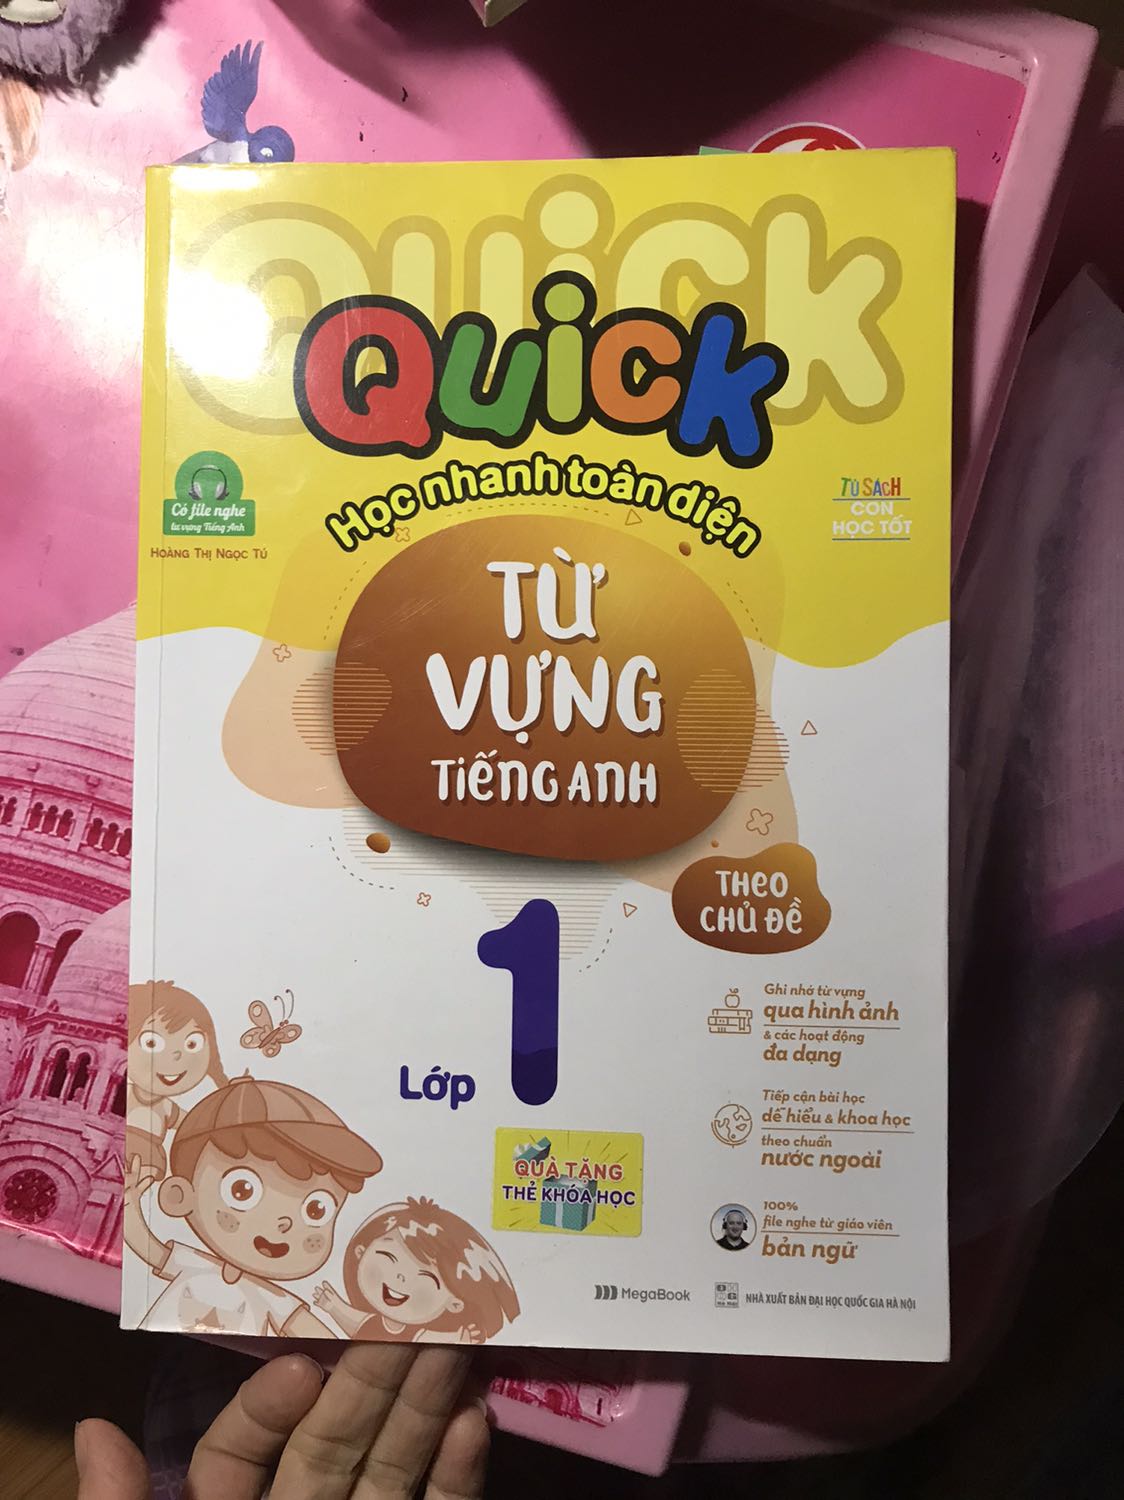 QUiCK
QUiCK
Học nhanh toàn diện
Có file nghe
từ vựng Tiếng Anh
HOÀNG THỊ NGỌC TÚ
TỦ SÁCH
CON
HỌC TỐT
TỪ
VỰNG
TiẾNG ANH
THEO
CHỦ ĐỀ
Lớp 1
Ghi nhớ từ vựng
qua hình ảnh
& các hoạt động
đa dạng
Tiếp cận bài học
dễ hiểu & khoa học
theo chuẩn
nước ngoài
100%
file nghe từ giáo viên
bản ngữ
QUÀ TẶNG
THẺ KHÓA HỌC
MegaBook
NHÀ XUẤT BẢN ĐẠI HỌC QUỐC GIA HÀ NỘI